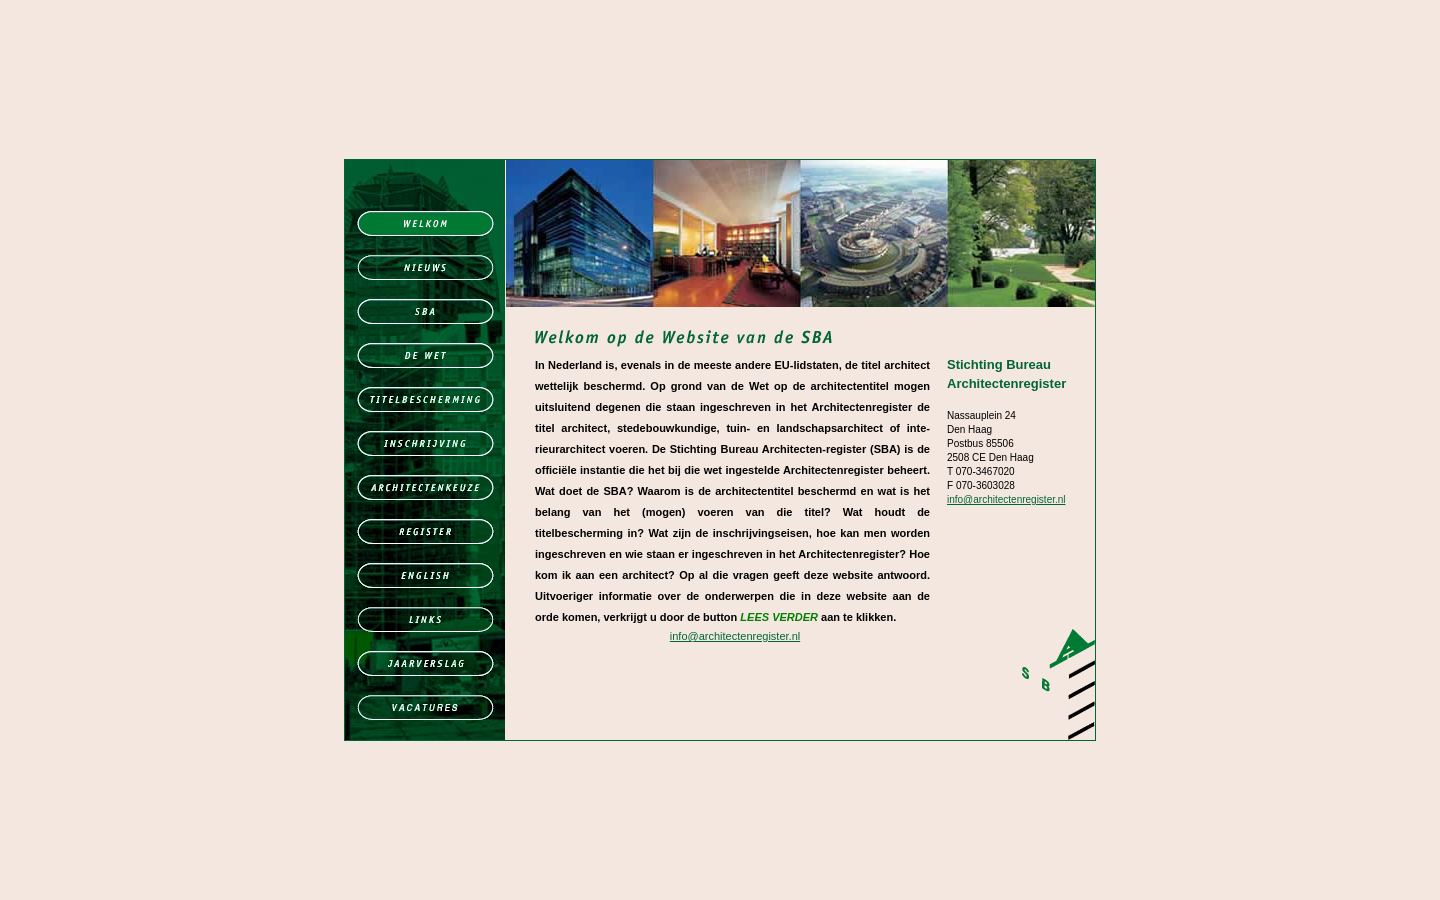 WELKOM
NIEUWS
SBA
DE WET
TITELBESCHERMING
INSCHRIJVING
ARCHITECTENKEUZE
REGISTER
ENGLISH
LINKS
JAARVERSLAG
VACATURES
Welkom op de Website van de SBA
In Nederland is, evenals in de meeste andere EU-lidstaten, de titel architect
wettelijk beschermd. Op grond van de Wet op de architectentitel mogen
uitsluitend degenen die staan ingeschreven in het Architectenregister de
titel architect, stedebouwkundige, tuin- en landschapsarchitect of inte-
rieurarchitect voeren. De Stichting Bureau Architecten-register (SBA) is de
officiële instantie die het bij die wet ingestelde Architectenregister beheert.
Wat doet de SBA? Waarom is de architectentitel beschermd en wat is het
belang van het (mogen) voeren van die titel? Wat houdt de
titelbescherming in? Wat zijn de inschrijvingseisen, hoe kan men worden
ingeschreven en wie staan er ingeschreven in het Architectenregister? Hoe
kom ik aan een architect? Op al die vragen geeft deze website antwoord.
Uitvoeriger informatie over de onderwerpen die in deze website aan de
orde komen, verkrijgt u door de button LEES VERDER aan te klikken.
info@architectenregister.nl
Stichting Bureau
Architectenregister
Nassauplein 24
Den Haag
Postbus 85506
2508 CE Den Haag
T 070-3467020
F 070-3603028
info@architectenregister.nl
S B A